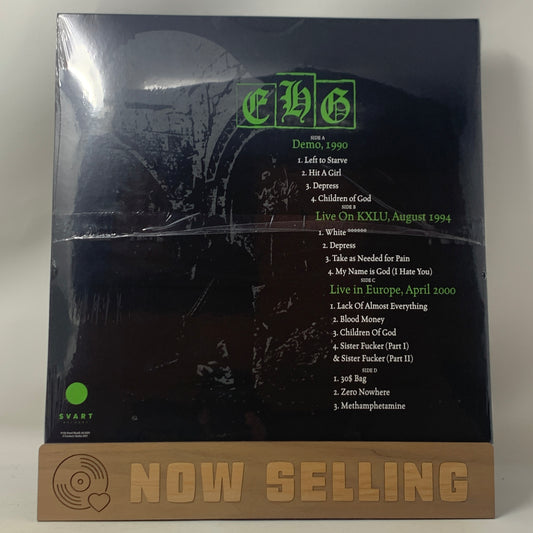 EHG
SIDE A
Demo, 1990
1. Left to Starve
2. Hit A Girl
3. Depress
4. Children of God
SIDE B
Live On KXLU, August 1994
1. White ******
2. Depress
3. Take as Needed for Pain
4. My Name is God (I Hate You)
SIDE C
Live in Europe, April 2000
1. Lack Of Almost Everything
2. Blood Money
3. Children Of God
4. Sister Fucker (Part I)
& Sister Fucker (Part II)
SIDE D
1. 30$ Bag
2. Zero Nowhere
3. Methamphetamine
SVART
RECORDS
NOW SELLING